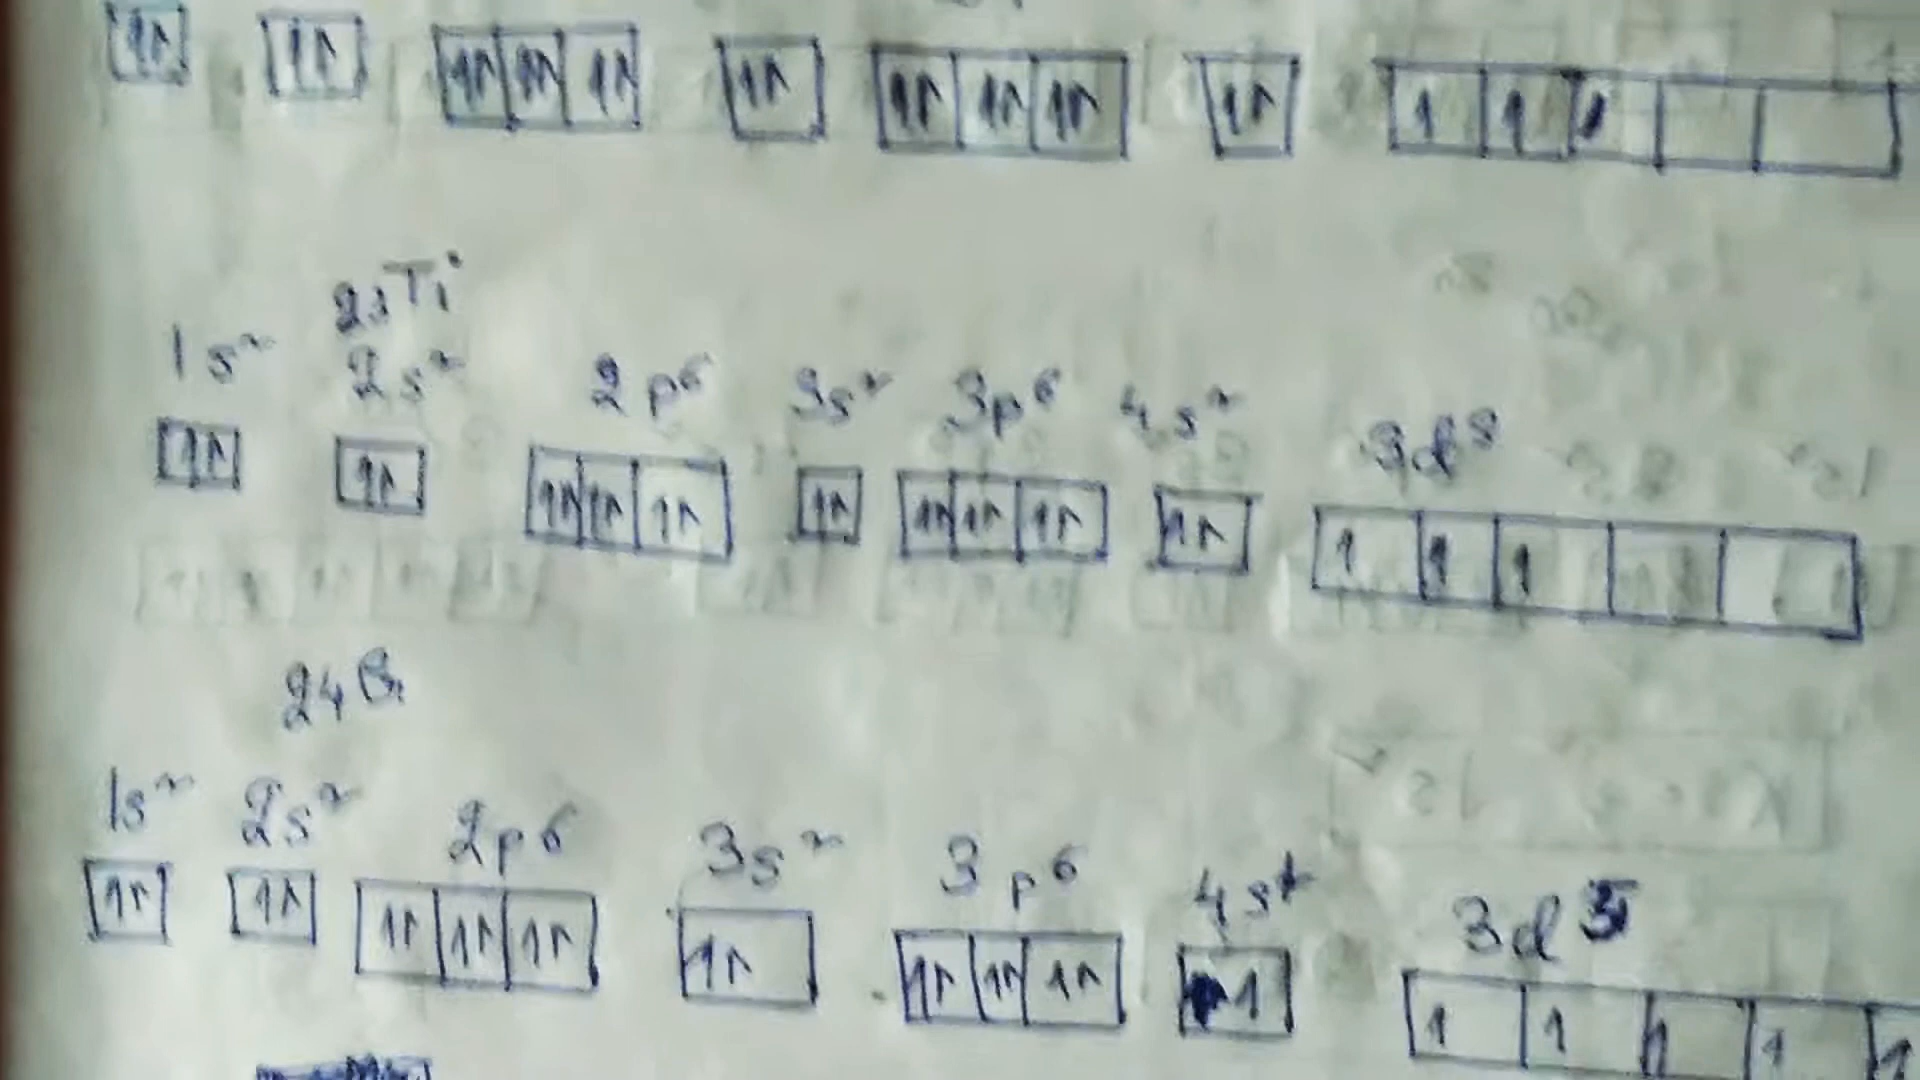 23Ti
1s² 2s² 2p⁶ 3s² 3p⁶ 4s² 3d³
24Cr
1s² 2s² 2p⁶ 3s² 3p⁶ 4s¹ 3d⁵